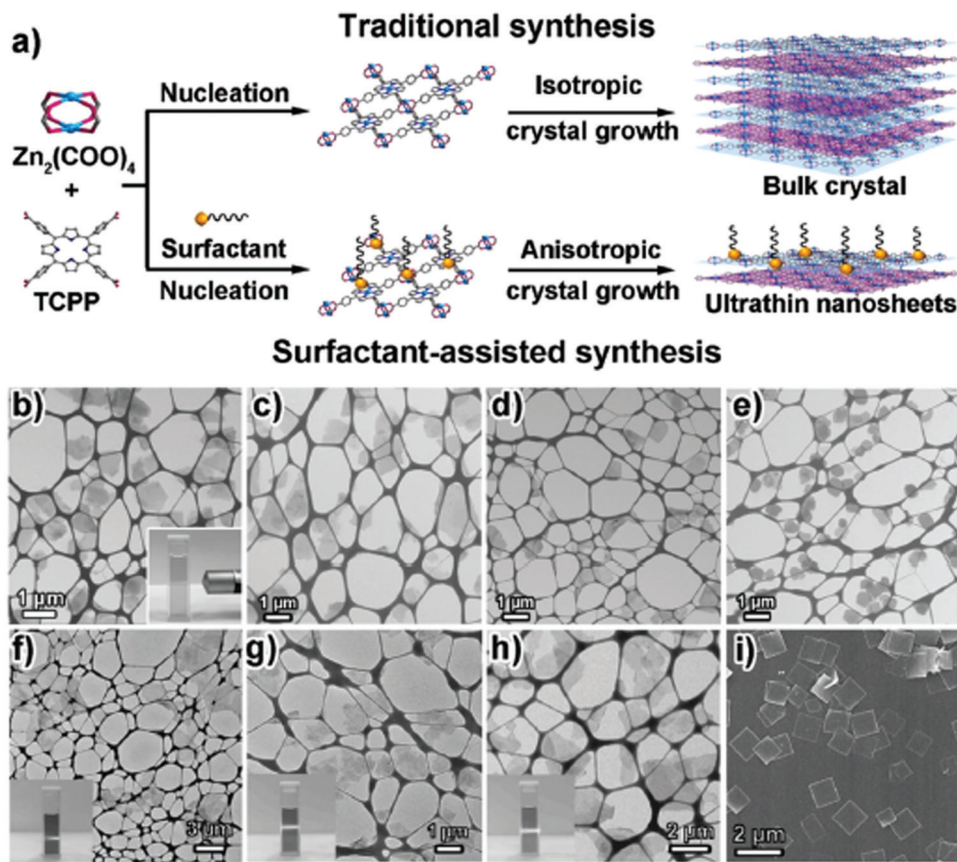 a)
Traditional synthesis
Zn₂(COO)₄
+
TCPP
Nucleation
Isotropic
crystal growth
Bulk crystal
Surfactant
Nucleation
Anisotropic
crystal growth
Ultrathin nanosheets
Surfactant-assisted synthesis
b)
1 μm
c)
1 μm
d)
1 μm
e)
1 μm
f)
3 μm
g)
1 μm
h)
2 μm
i)
2 μm